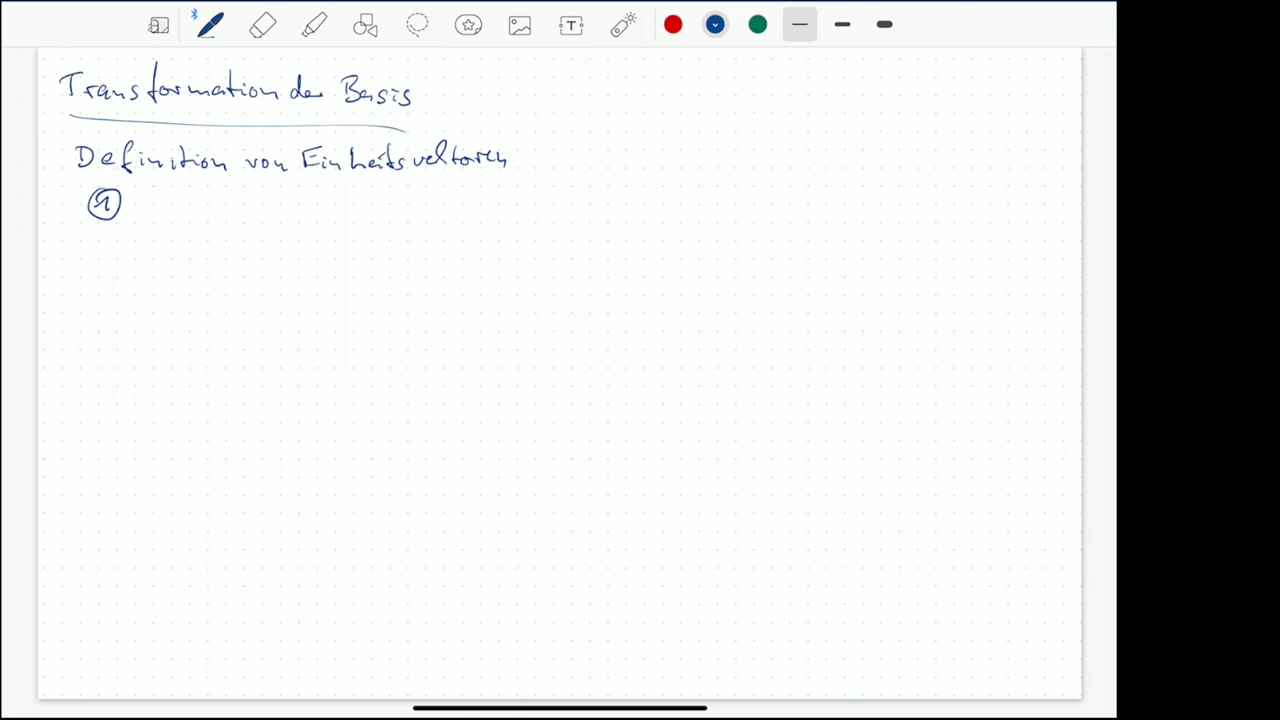 Transformation der Basis
Definition von Einheitsvektoren
①